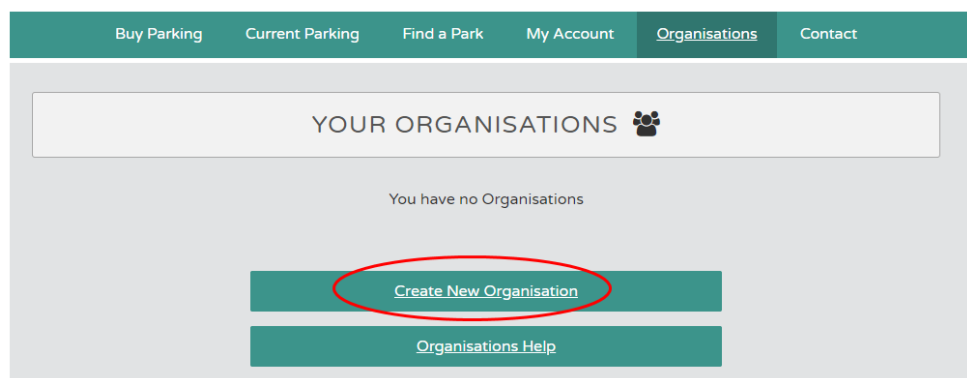 Buy Parking Current Parking Find a Park My Account Organisations Contact
YOUR ORGANISATIONS
You have no Organisations
Create New Organisation
Organisations Help